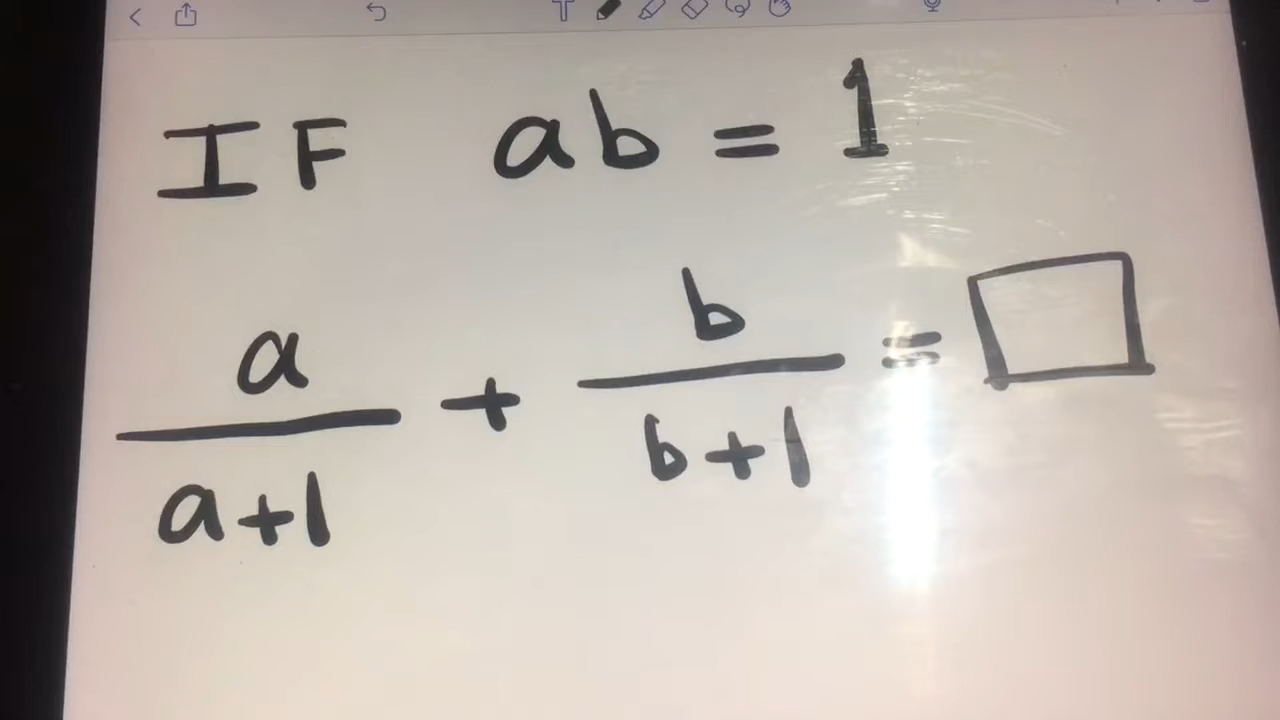 IF ab = 1
a/(a+1) + b/(b+1) = □